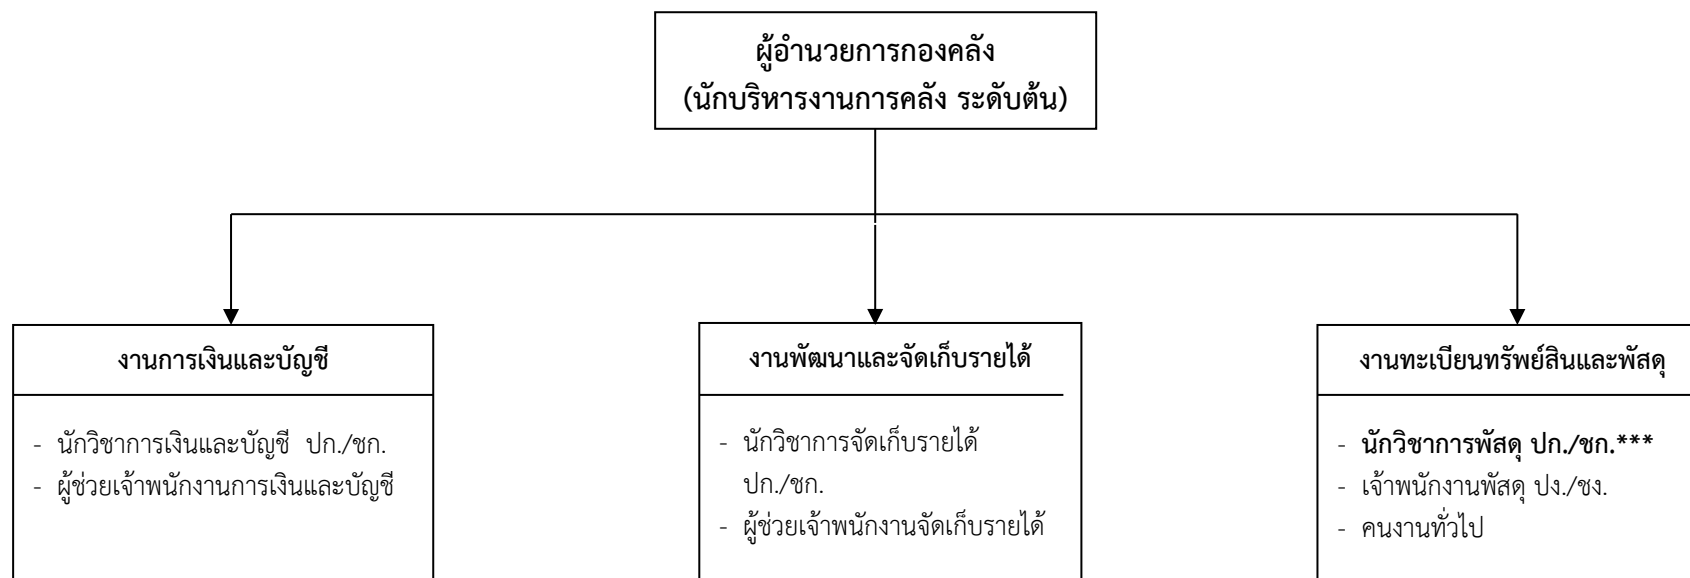 ผู้อำนวยการกองคลัง
(นักบริหารงานการคลัง ระดับต้น)
งานการเงินและบัญชี
- นักวิชาการเงินและบัญชี ปก./ชก.
- ผู้ช่วยเจ้าพนักงานการเงินและบัญชี
งานพัฒนาและจัดเก็บรายได้
- นักวิชาการจัดเก็บรายได้
ปก./ชก.
- ผู้ช่วยเจ้าพนักงานจัดเก็บรายได้
งานทะเบียนทรัพย์สินและพัสดุ
- นักวิชาการพัสดุ ปก./ชก.***
- เจ้าพนักงานพัสดุ ปง./ชง.
- คนงานทั่วไป